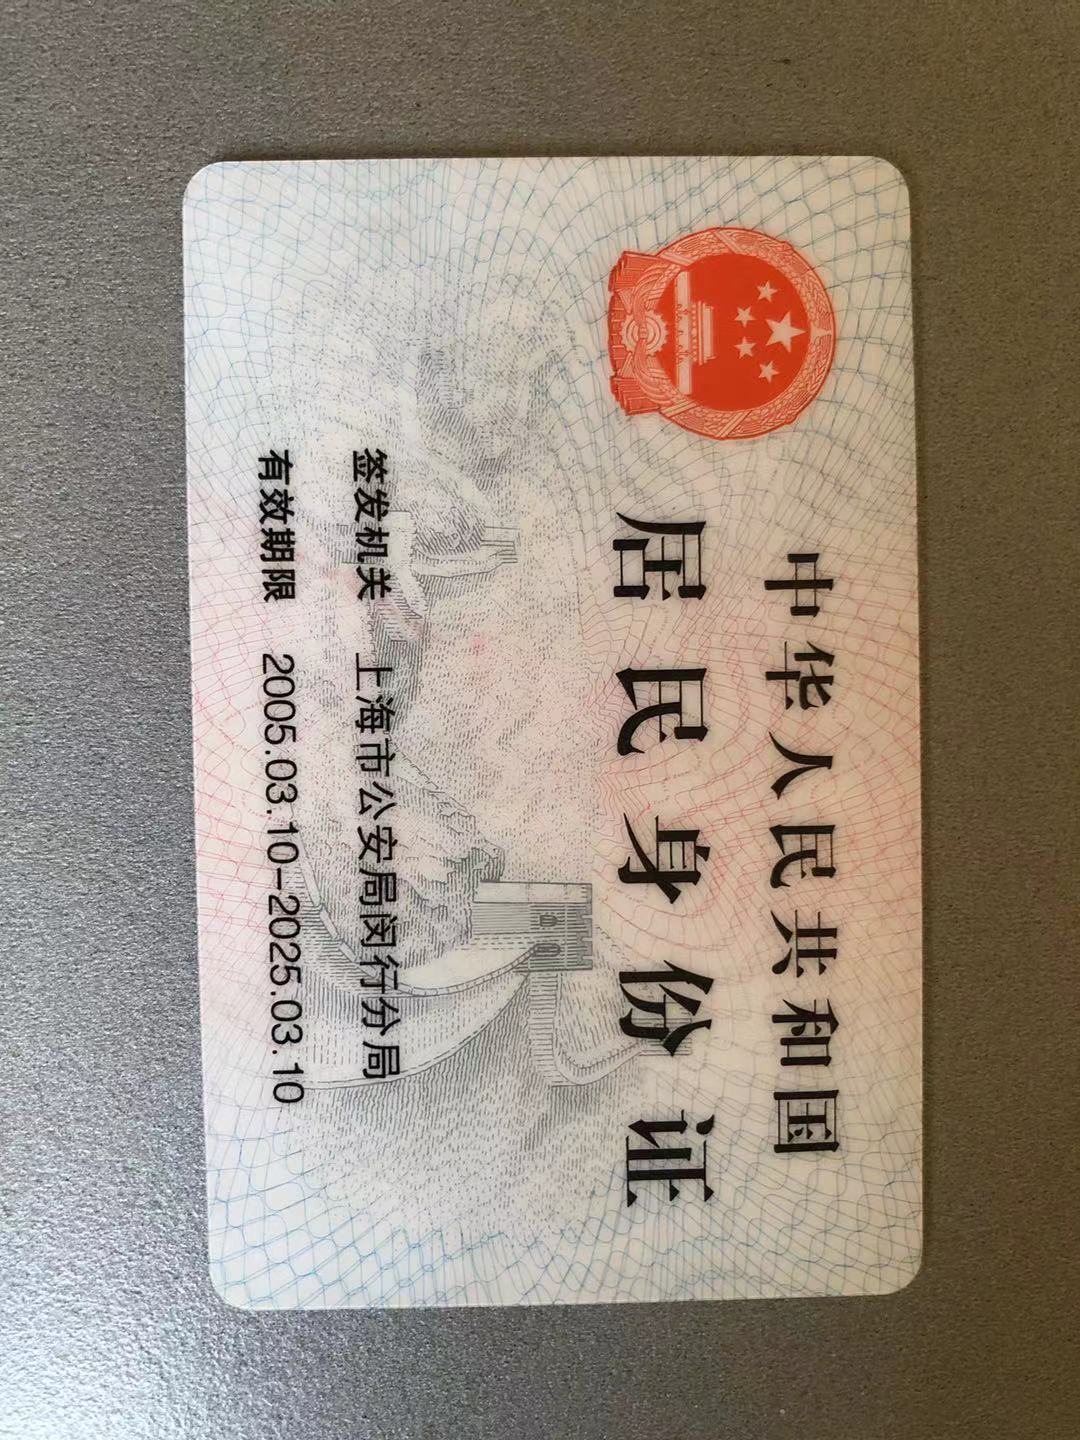 中华人民共和国
居民身份证
签发机关 上海市公安局闵行分局
有效期限 2005.03.10-2025.03.10